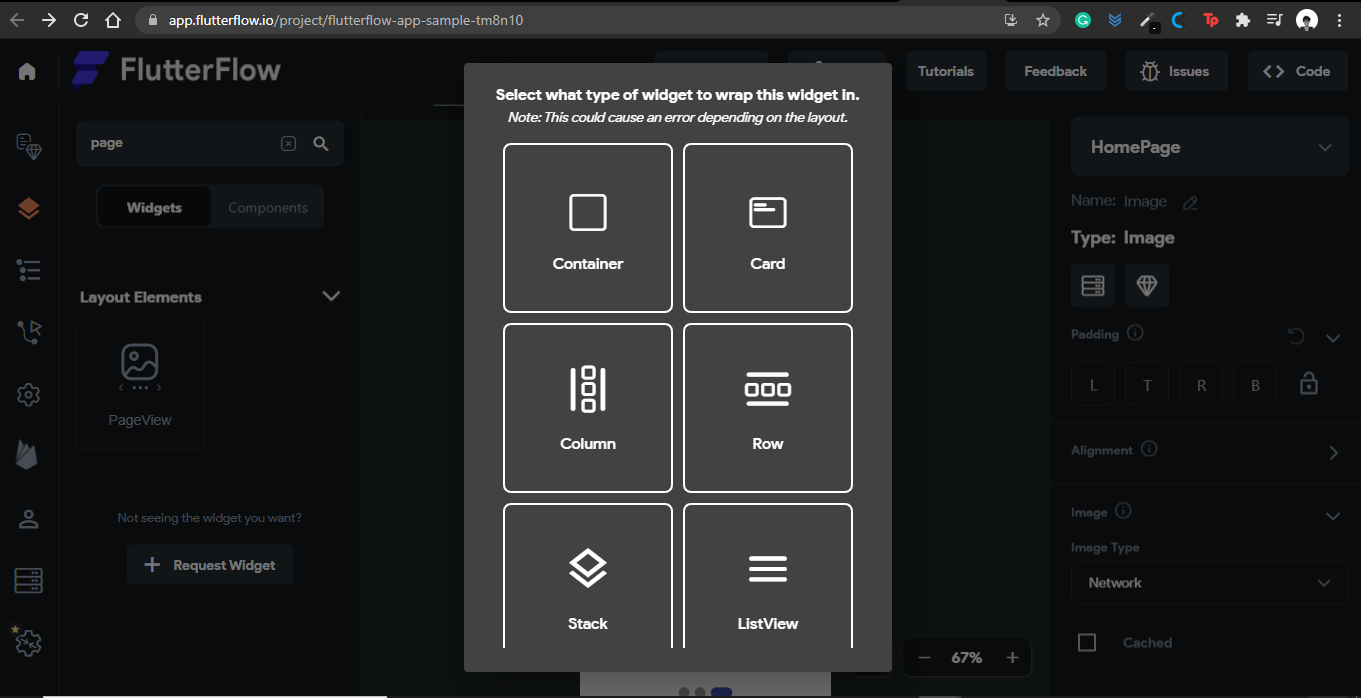 app.flutterflow.io/project/flutterflow-app-sample-tm8n10
Tp
FlutterFlow
Tutorials
Feedback
Issues
Code
page
Widgets
Components
Layout Elements
PageView
Not seeing the widget you want?
+ Request Widget
Select what type of widget to wrap this widget in.
Note: This could cause an error depending on the layout.
Container
Card
Column
Row
Stack
ListView
67%
HomePage
Name: Image
Type: Image
Padding
L
T
R
B
Alignment
Image
Image Type
Network
Cached